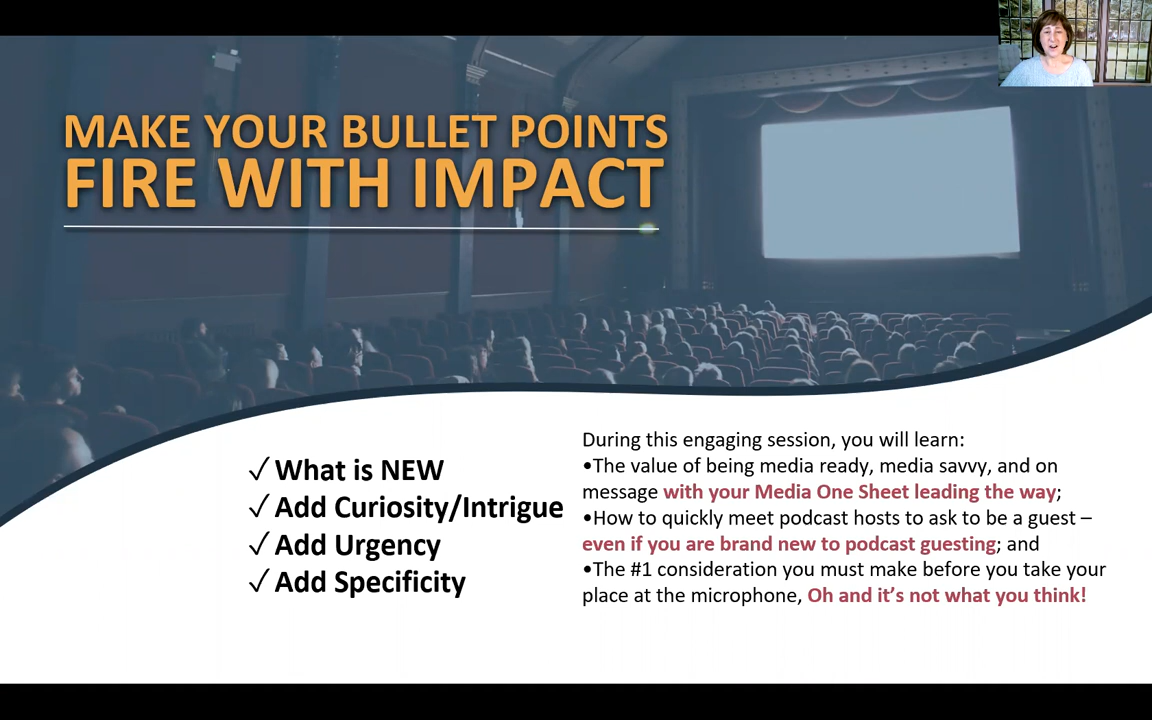 MAKE YOUR BULLET POINTS
FIRE WITH IMPACT
✓ What is NEW
✓ Add Curiosity/Intrigue
✓ Add Urgency
✓ Add Specificity
During this engaging session, you will learn:
•The value of being media ready, media savvy, and on
message with your Media One Sheet leading the way;
•How to quickly meet podcast hosts to ask to be a guest –
even if you are brand new to podcast guesting; and
•The #1 consideration you must make before you take your
place at the microphone, Oh and it’s not what you think!